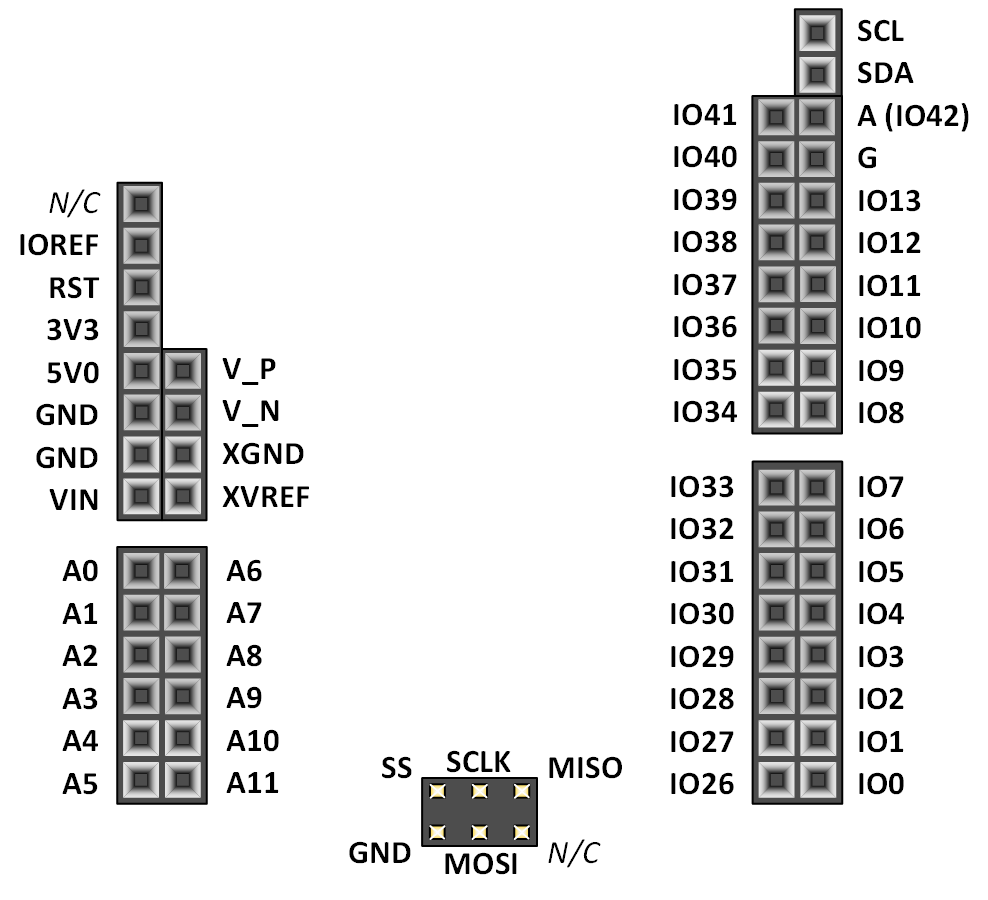 SCL
SDA
IO41 A (IO42)
IO40 G
IO39 IO13
IO38 IO12
IO37 IO11
IO36 IO10
IO35 IO9
IO34 IO8
N/C
IOREF
RST
3V3
5V0 V_P
GND V_N
GND XGND
VIN XVREF
IO33 IO7
IO32 IO6
IO31 IO5
IO30 IO4
IO29 IO3
IO28 IO2
IO27 IO1
IO26 IO0
A0 A6
A1 A7
A2 A8
A3 A9
A4 A10
A5 A11
SS SCLK MISO
GND MOSI N/C